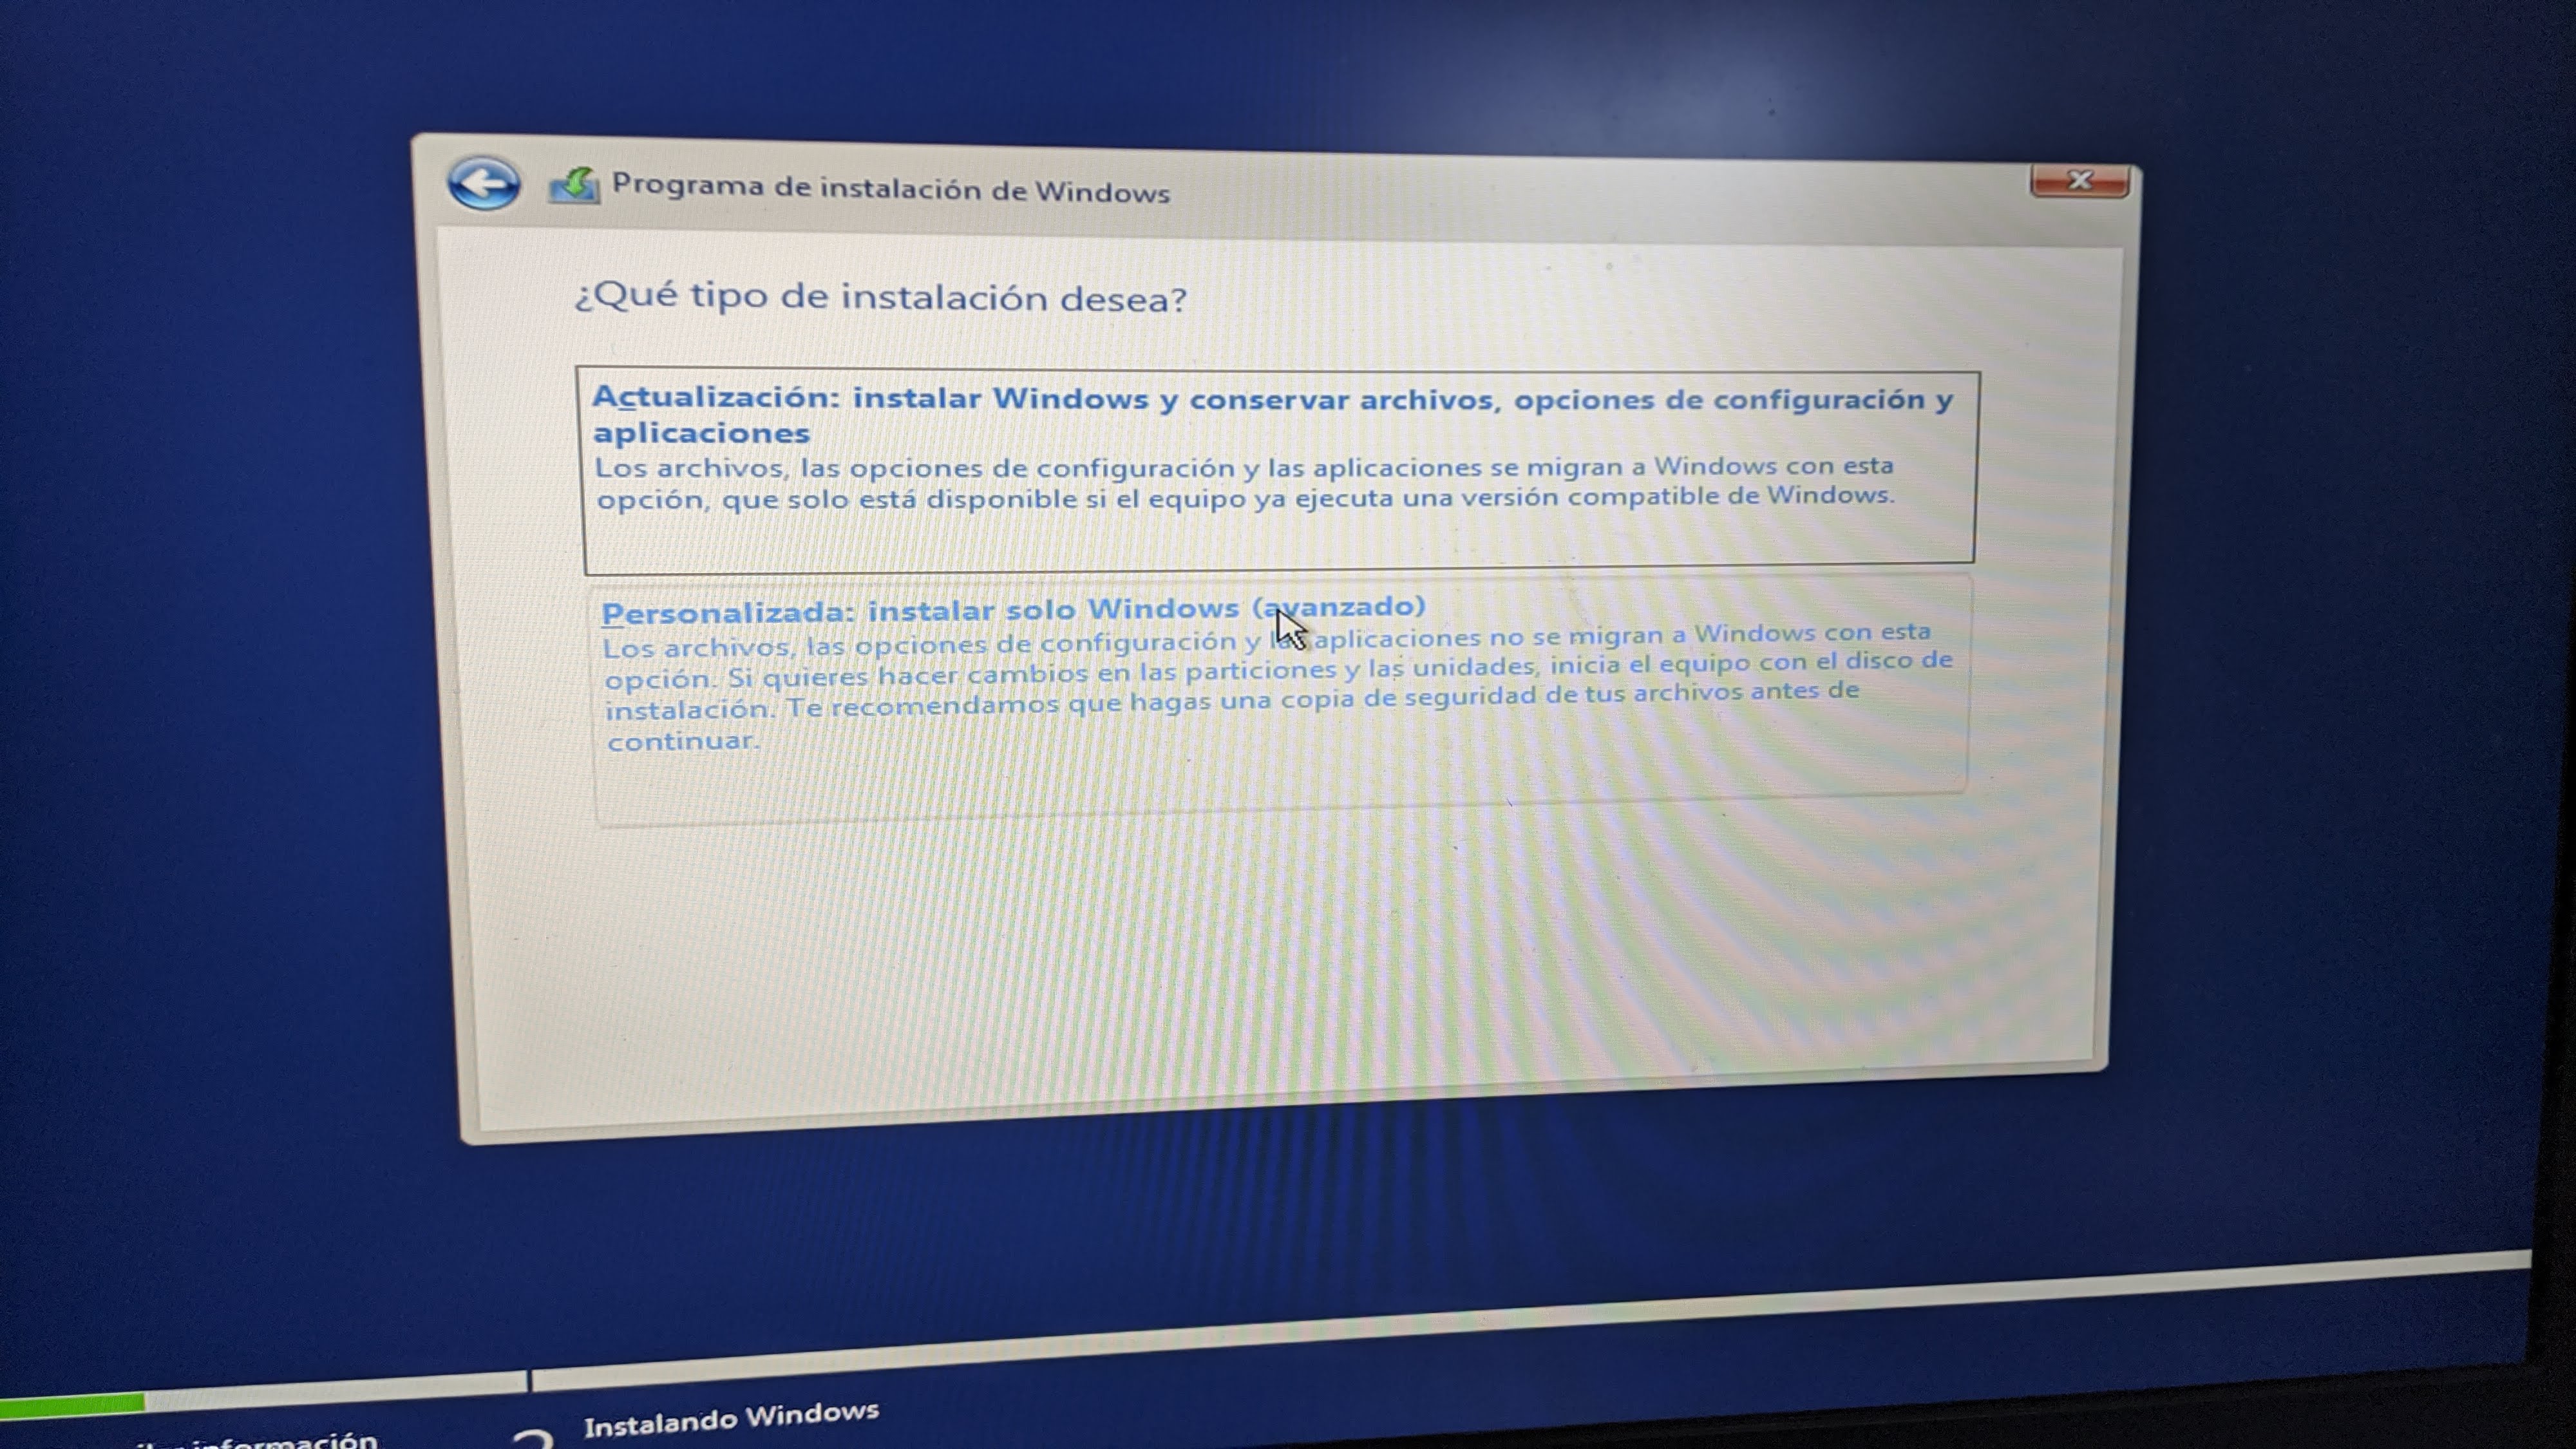 Programa de instalación de Windows
¿Qué tipo de instalación desea?
Actualización: instalar Windows y conservar archivos, opciones de configuración y
aplicaciones
Los archivos, las opciones de configuración y las aplicaciones se migran a Windows con esta
opción, que solo está disponible si el equipo ya ejecuta una versión compatible de Windows.
Personalizada: instalar solo Windows (avanzado)
Los archivos, las opciones de configuración y las aplicaciones no se migran a Windows con esta
opción. Si quieres hacer cambios en las particiones y las unidades, inicia el equipo con el disco de
instalación. Te recomendamos que hagas una copia de seguridad de tus archivos antes de
continuar.
información
2 Instalando Windows